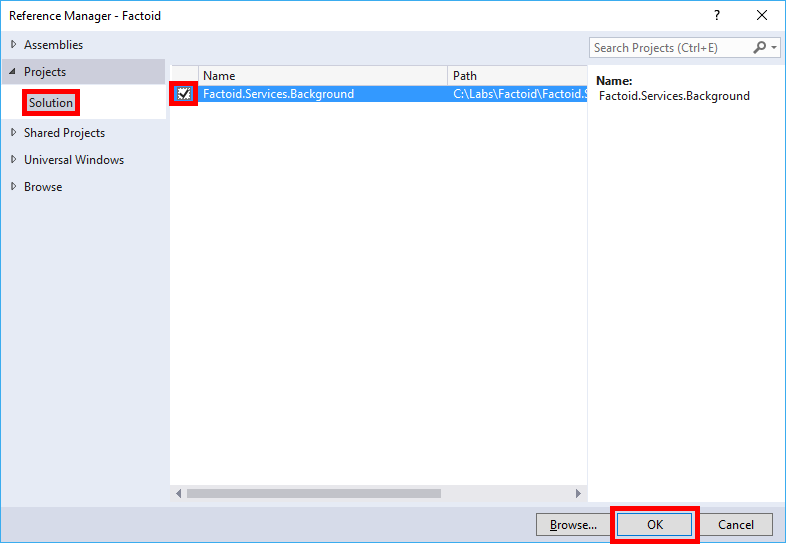 Reference Manager - Factoid
?
Assemblies
Search Projects (Ctrl+E)
Projects
Name
Path
Name:
Factoid.Services.Background
C:\Labs\Factoid\Factoid.S
Factoid.Services.Background
Solution
Shared Projects
Universal Windows
Browse
Browse...
OK
Cancel